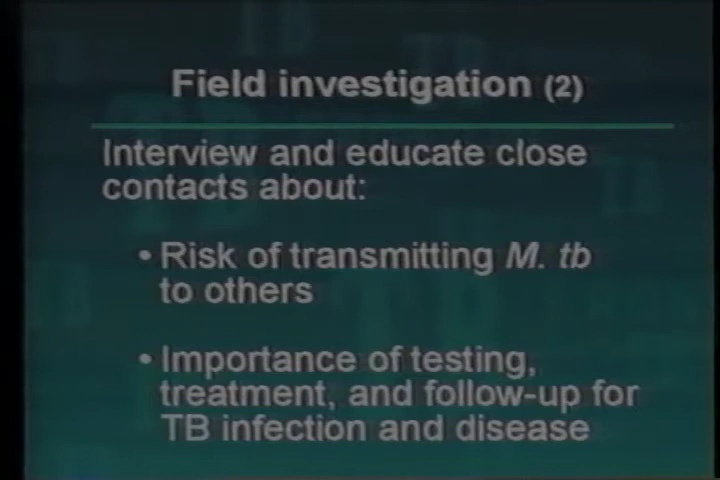 Field investigation (2)
Interview and educate close
contacts about:
• Risk of transmitting M. tb
to others
• Importance of testing,
treatment, and follow-up for
TB infection and disease